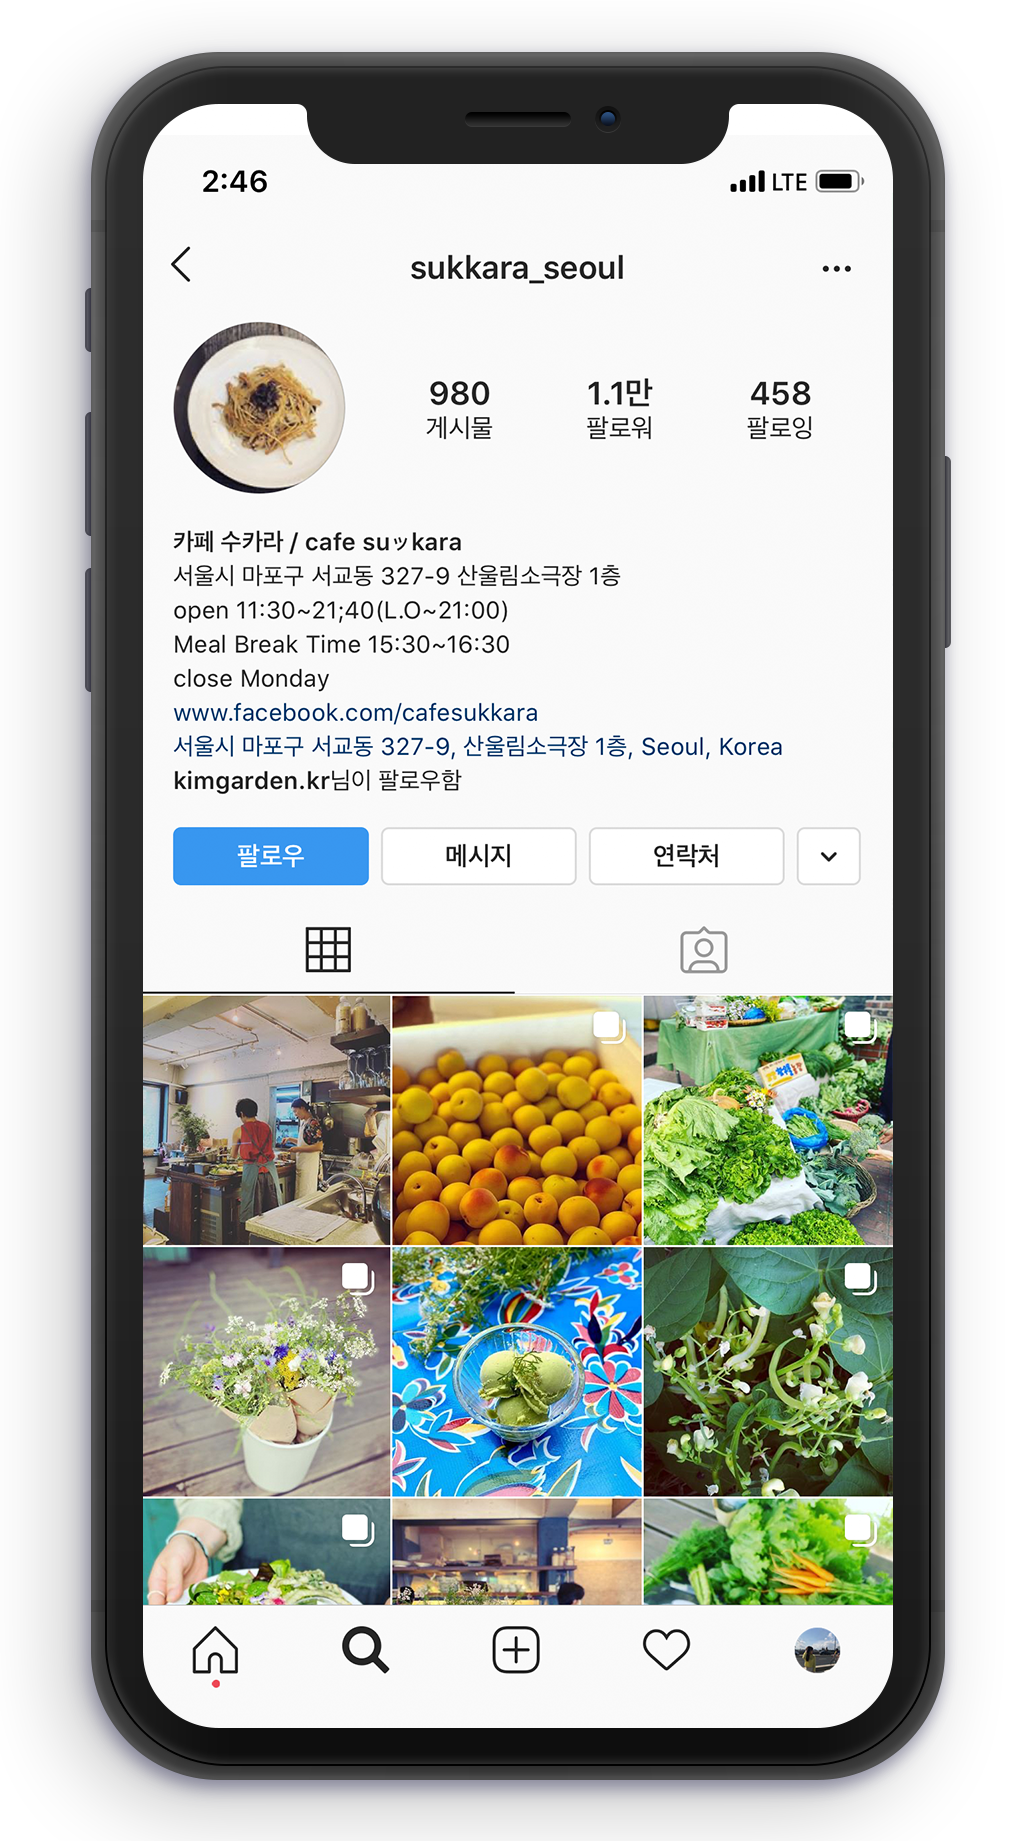 2:46
LTE
sukkara_seoul
980
1.1만
458
게시물
팔로워
팔로잉
카페 수카라 / cafe suッkara
서울시 마포구 서교동 327-9 산울림소극장 1층
open 11:30~21;40(L.O~21:00)
Meal Break Time 15:30~16:30
close Monday
www.facebook.com/cafesukkara
서울시 마포구 서교동 327-9, 산울림소극장 1층, Seoul, Korea
kimgarden.kr님이 팔로우함
팔로우
메시지
연락처